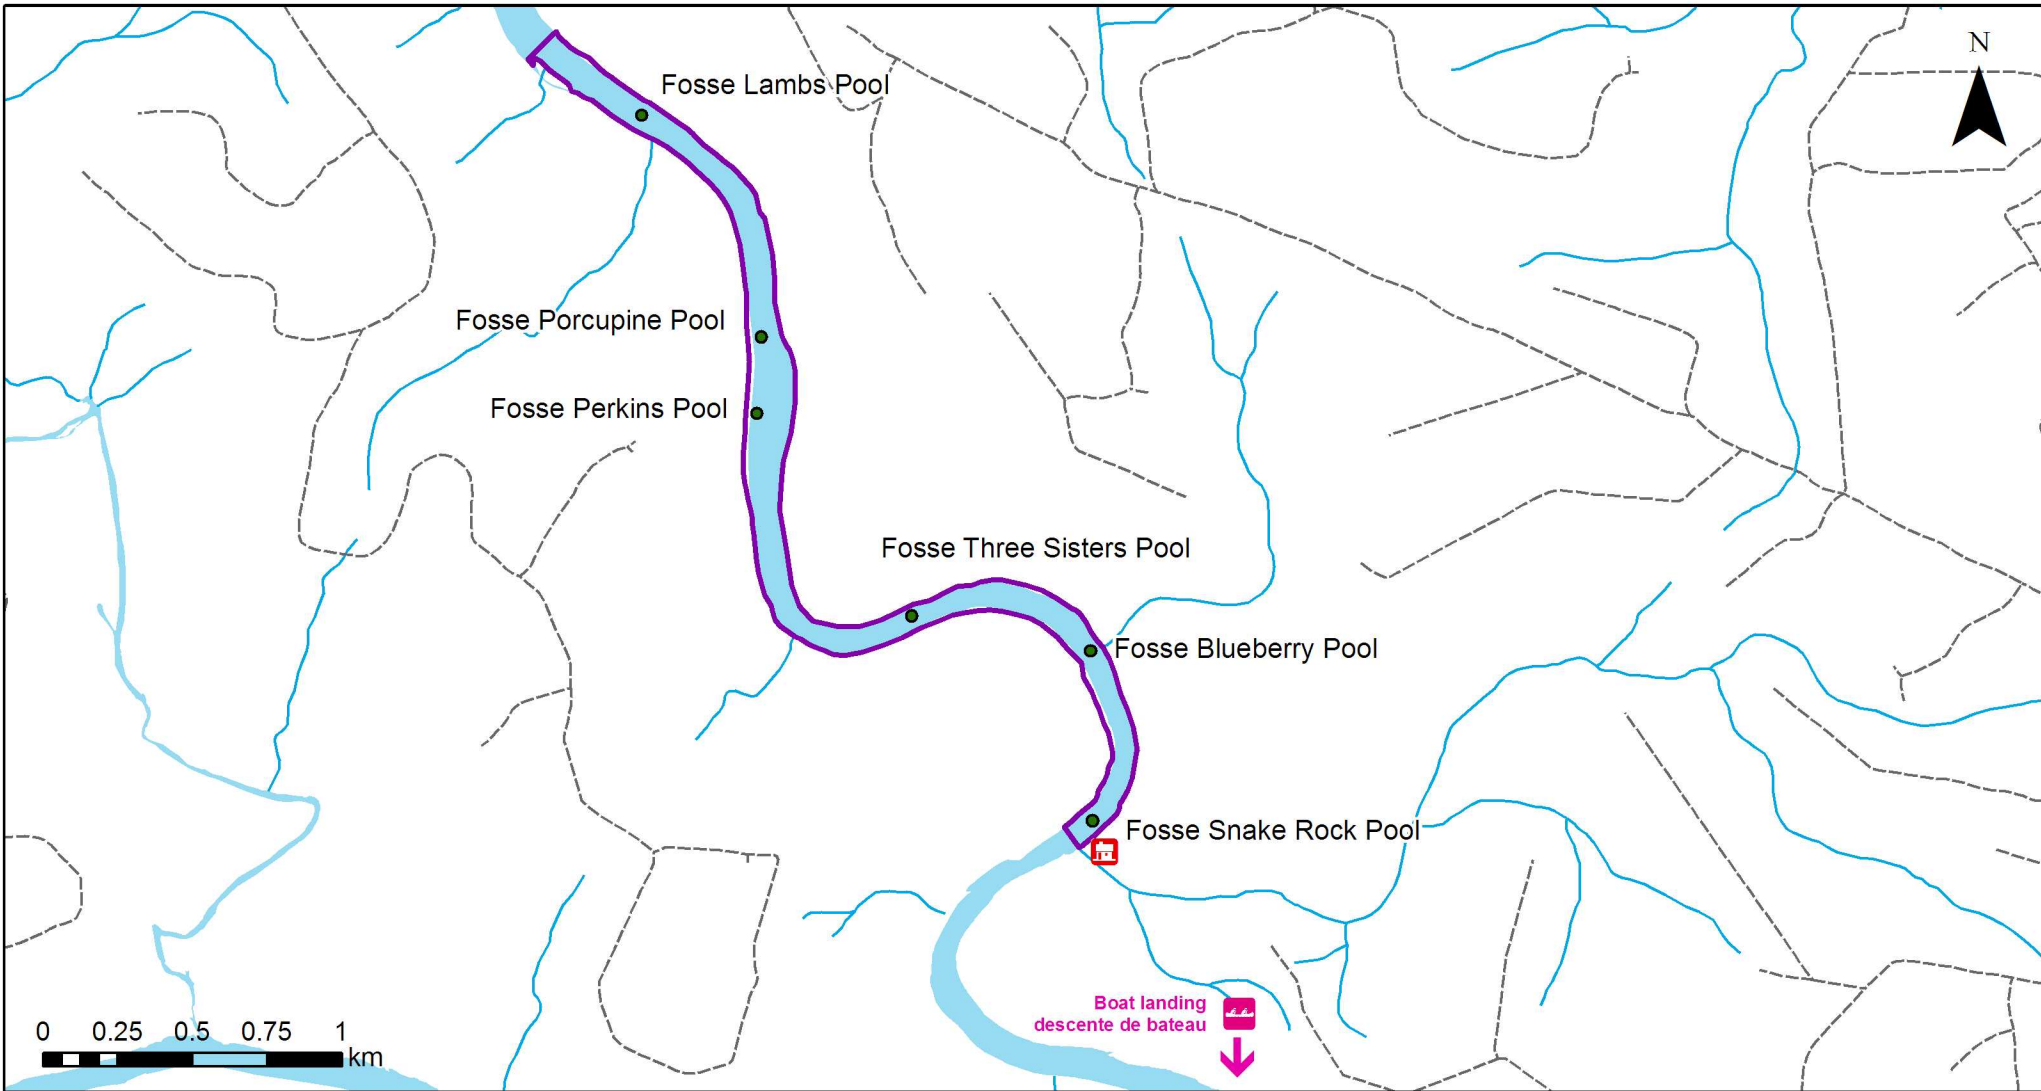 N
Fosse Lambs Pool
Fosse Porcupine Pool
Fosse Perkins Pool
Fosse Three Sisters Pool
Fosse Blueberry Pool
Fosse Snake Rock Pool
Boat landing
descente de bateau
0 0.25 0.5 0.75 1
km